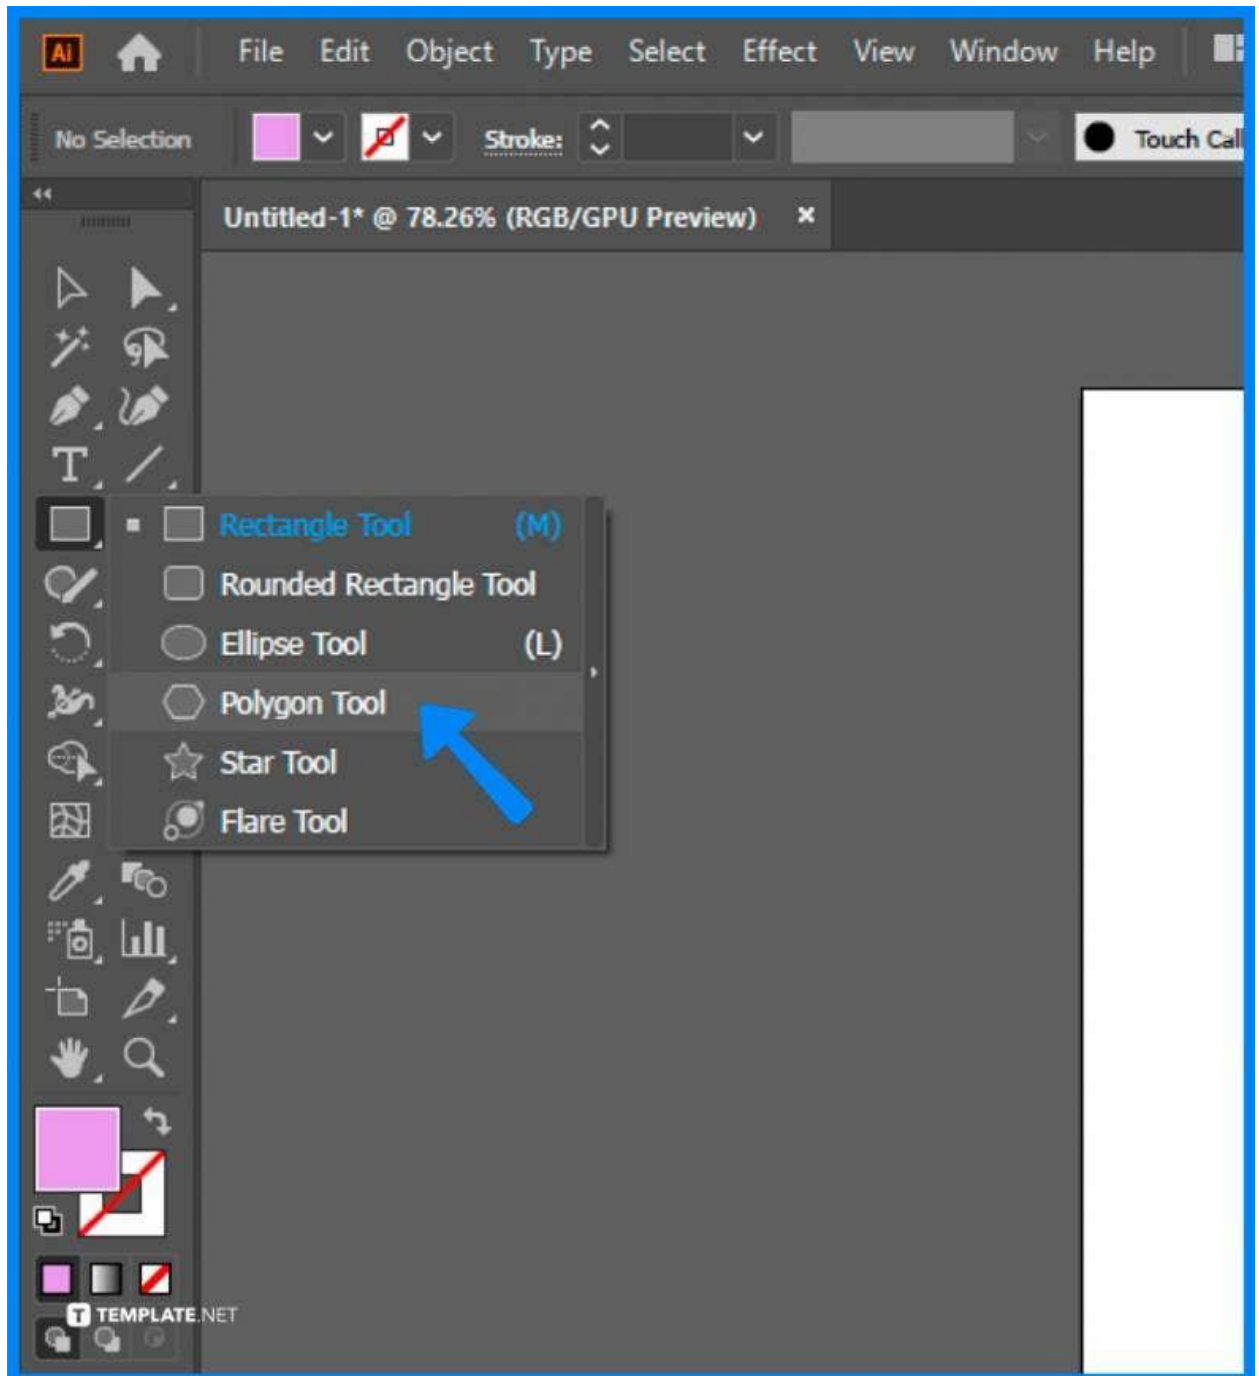 Ai File Edit Object Type Select Effect View Window Help
No Selection Stroke: Touch Call
Untitled-1* @ 78.26% (RGB/GPU Preview) ×
Rectangle Tool (M)
Rounded Rectangle Tool
Ellipse Tool (L)
Polygon Tool
Star Tool
Flare Tool
T TEMPLATE.NET